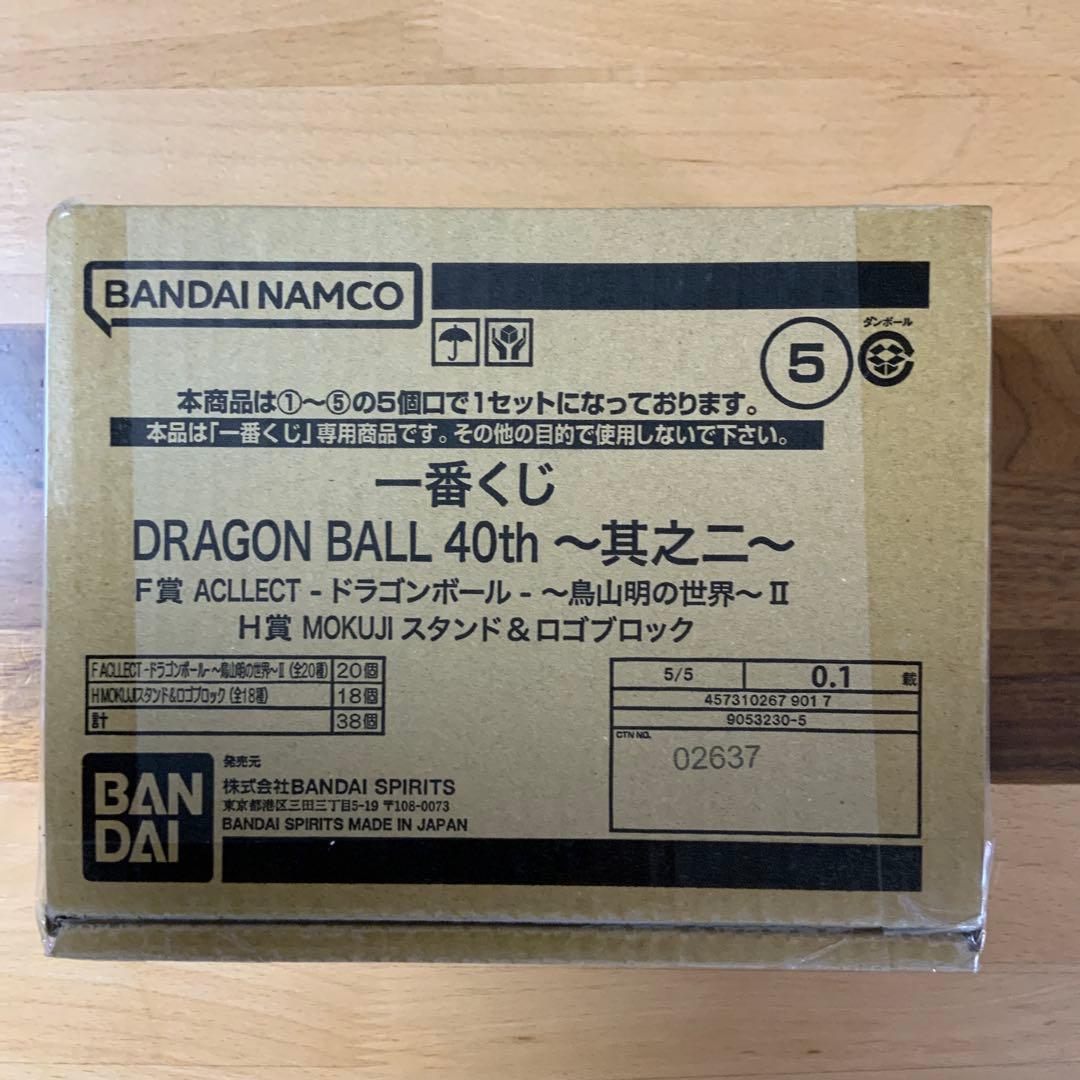 BANDAI NAMCO
5
ダンボール
本商品は①~⑤の5個口で1セットになっております。
本品は「一番くじ」専用商品です。その他の目的で使用しないで下さい。
一番くじ
DRAGON BALL 40th ~其之二~
F賞 ACLLECT - ドラゴンボール - ~鳥山明の世界~ Ⅱ
H賞 MOKUJI スタンド&ロゴブロック
F ACLLECT -ドラゴンボール- ~鳥山明の世界~Ⅱ (全20種) 20個
H MOKUJIスタンド&ロゴブロック (全18種) 18個
計 38個
5/5 0.1 載
457310267 901 7
9053230-5
CTN NO.
02637
BAN
DAI
発売元
株式会社BANDAI SPIRITS
東京都港区三田三丁目5-19 〒108-0073
BANDAI SPIRITS MADE IN JAPAN